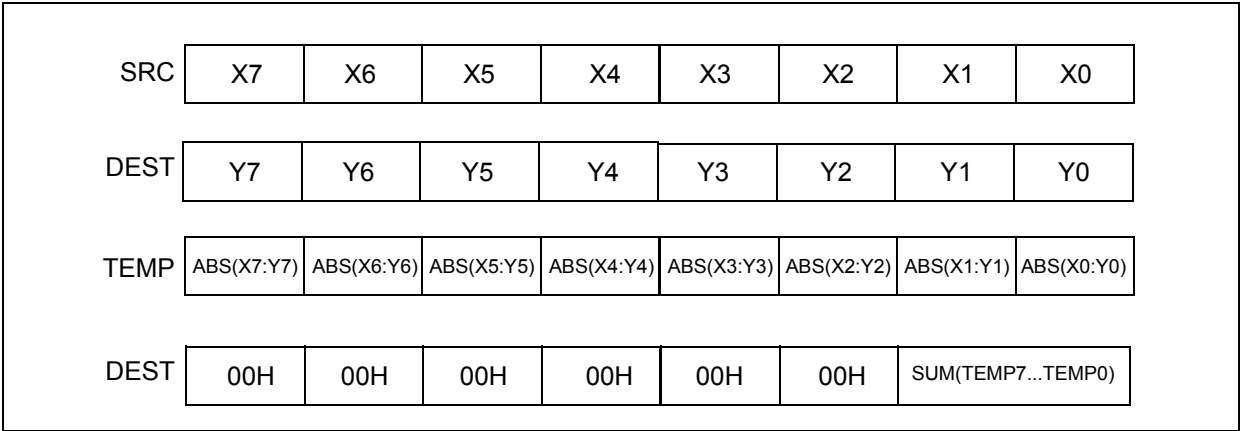 SRC X7 X6 X5 X4 X3 X2 X1 X0
DEST Y7 Y6 Y5 Y4 Y3 Y2 Y1 Y0
TEMP ABS(X7:Y7) ABS(X6:Y6) ABS(X5:Y5) ABS(X4:Y4) ABS(X3:Y3) ABS(X2:Y2) ABS(X1:Y1) ABS(X0:Y0)
DEST 00H 00H 00H 00H 00H 00H SUM(TEMP7...TEMP0)